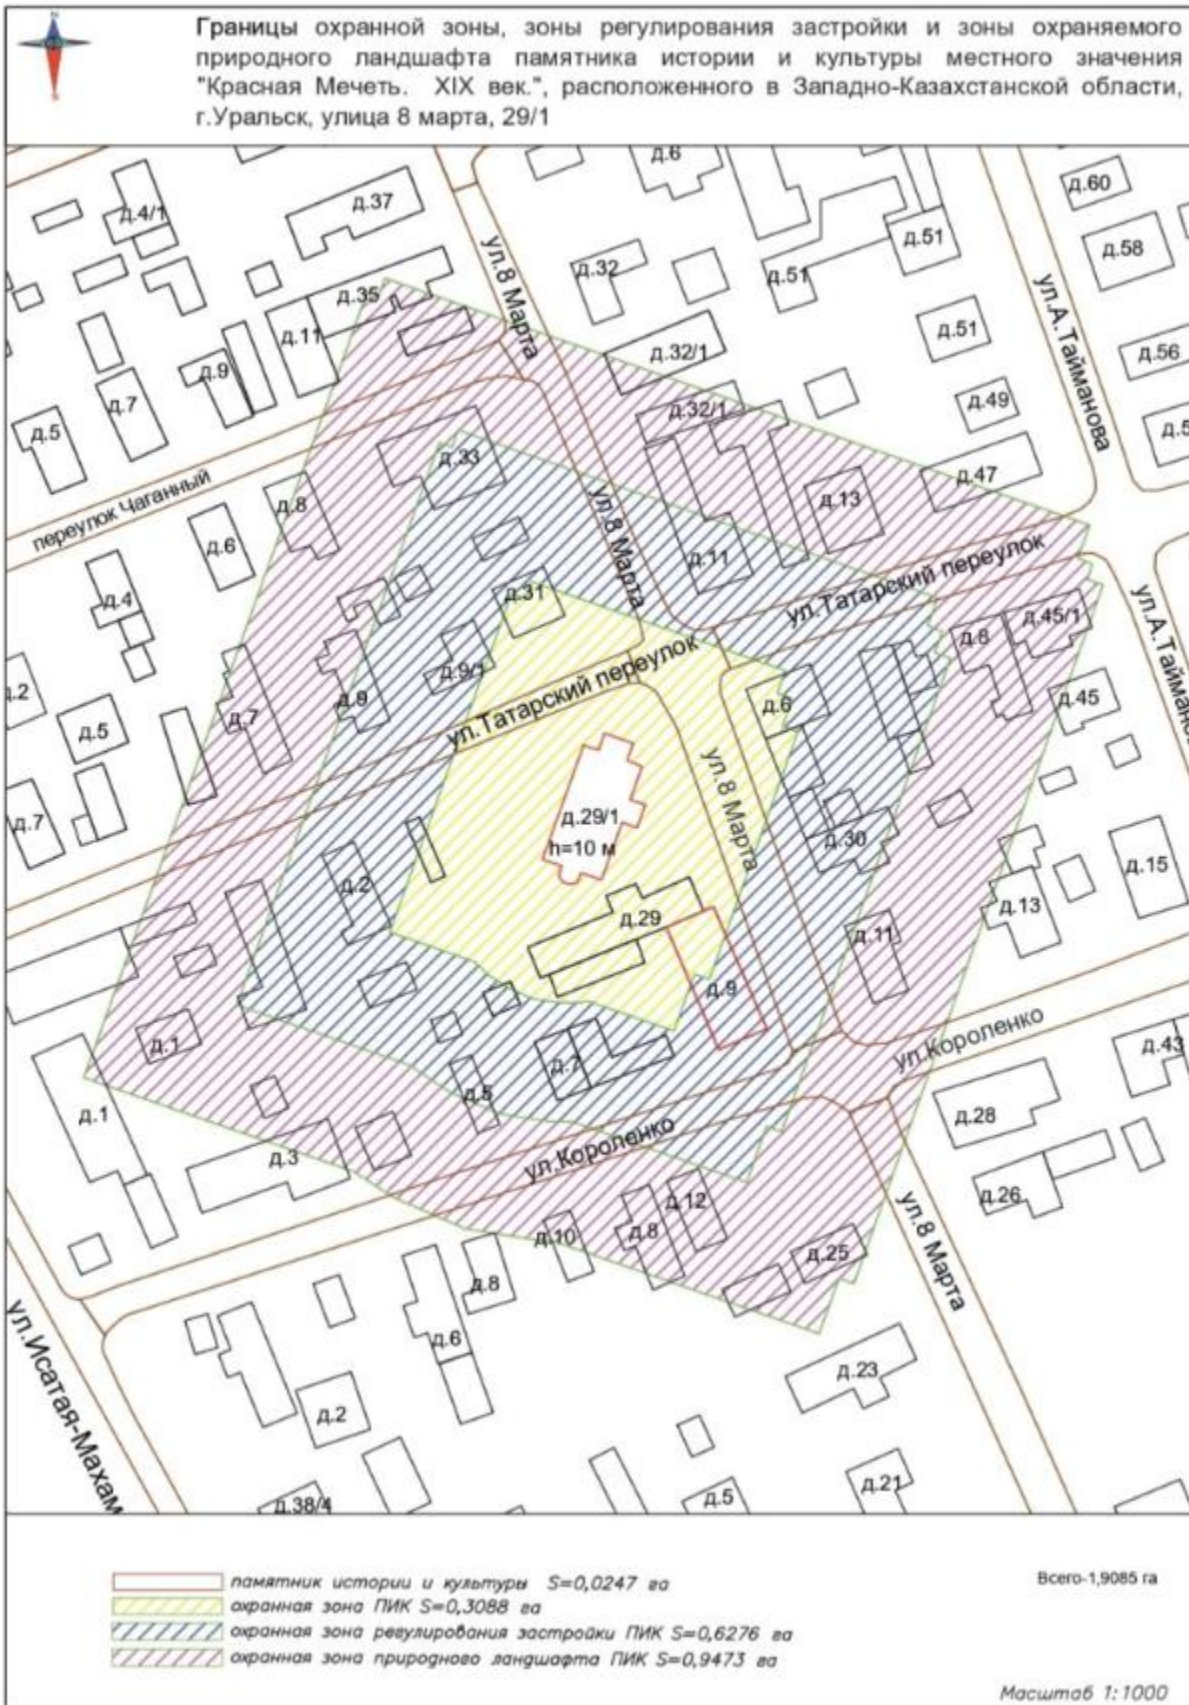 Границы охранной зоны, зоны регулирования застройки и зоны охраняемого
природного ландшафта памятника истории и культуры местного значения
"Красная Мечеть. XIX век.", расположенного в Западно-Казахстанской области,
г.Уральск, улица 8 марта, 29/1
д.6
д.60
д.4/1
д.37
д.51
д.58
ул.8 Марта
д.32
д.51
ул.А.Тайманова
д.35
д.11
д.32/1
д.51
д.56
д.9
д.7
д.32/1
д.49
д.5
д.33
д.47
переулок Чаганный
д.8
д.13
д.6
ул.8 Марта
д.11
ул.Татарский переулок
д.4
д.31
д.8
д.45/1
д.9/1
д.9
ул.Татарский переулок
д.6
д.45
д.7
д.5
ул.8 Марта
д.7
д.29/1
h=10 м
д.30
д.15
д.2
д.29
д.13
д.11
д.9
д.1
ул.Короленко
д.43
д.7
д.5
д.1
д.28
д.3
ул.Короленко
д.26
д.12
д.8
д.10
д.25
ул.8 Марта
д.8
д.6
ул.Исатая-Махам
д.23
д.2
д.21
д.5
д.38/4
памятник истории и культуры S=0,0247 га
Всего-1,9085 га
охранная зона ПИК S=0,3088 га
охранная зона регулирования застройки ПИК S=0,6276 га
охранная зона природного ландшафта ПИК S=0,9473 га
Масштаб 1:1000